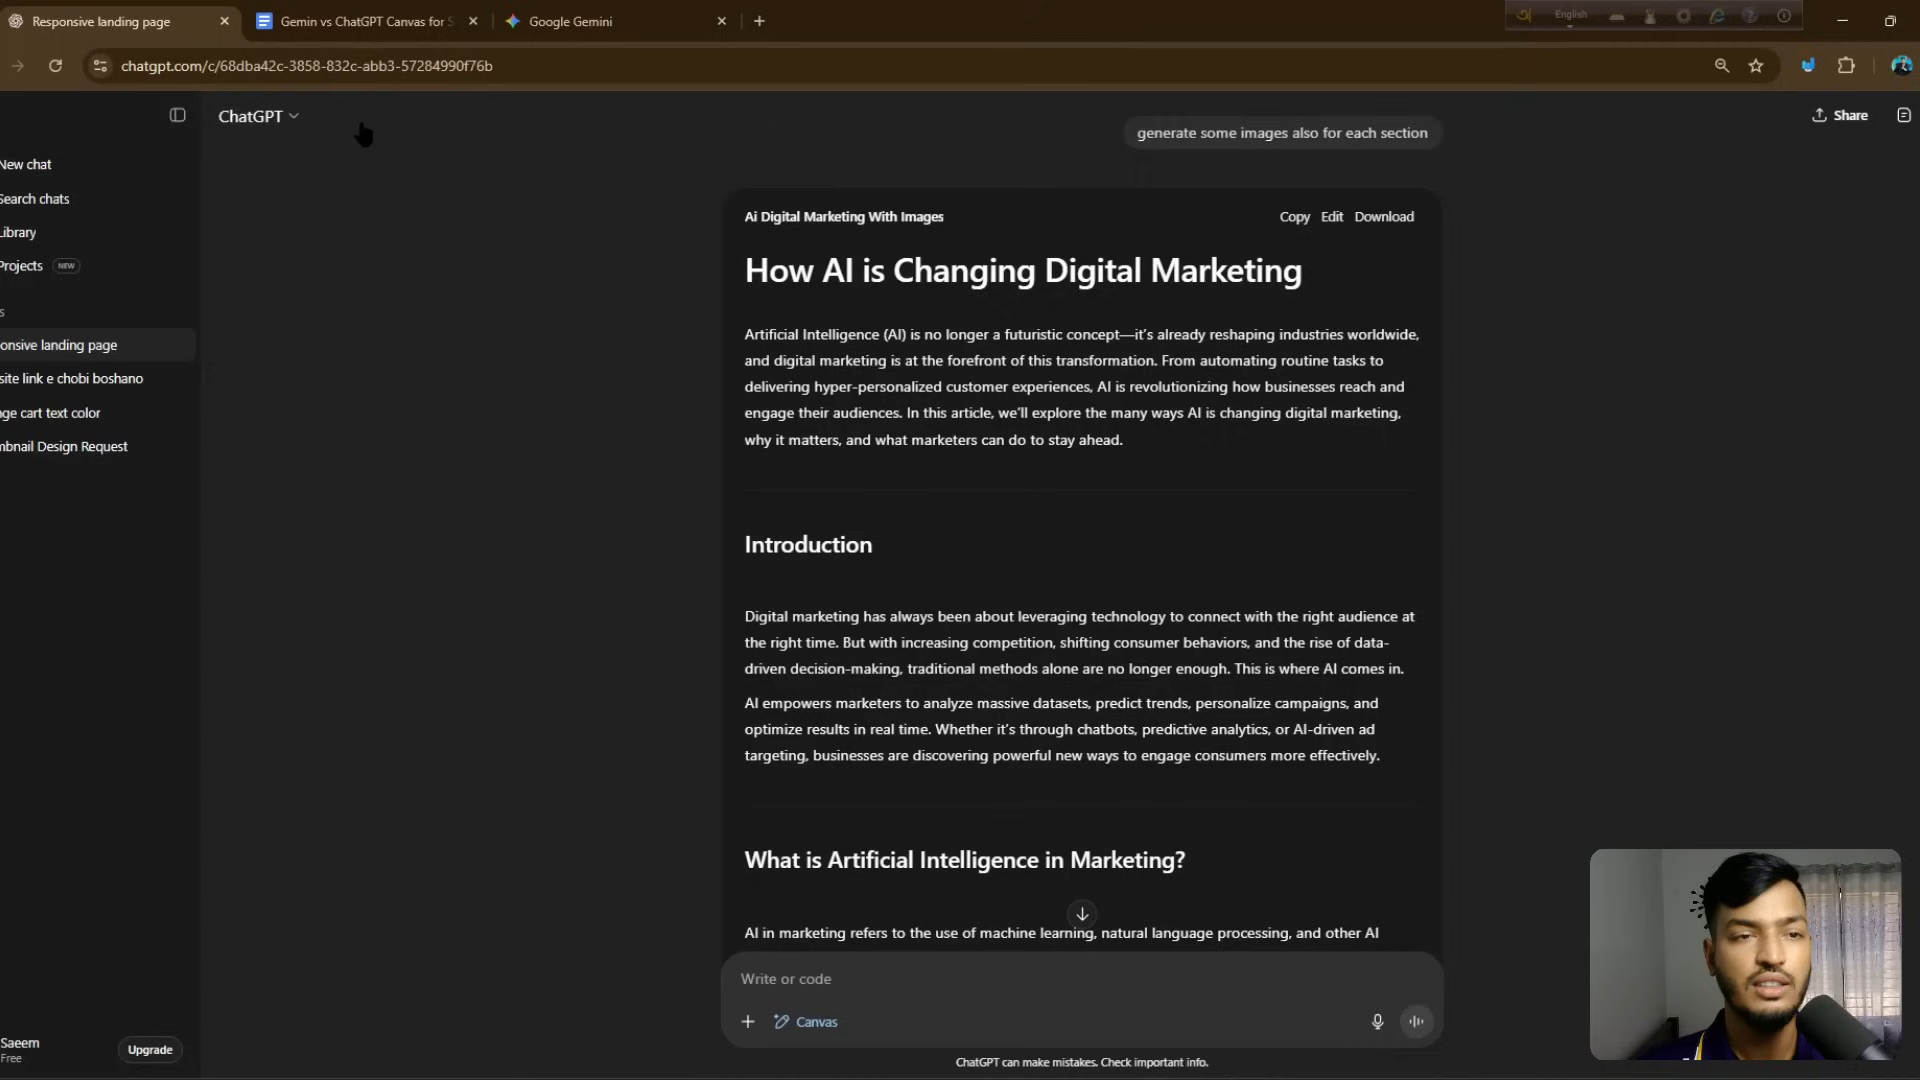 Responsive landing page
Gemin vs ChatGPT Canvas for S
Google Gemini
English
chatgpt.com/c/68dba42c-3858-832c-abb3-57284990f76b
ChatGPT
Share
New chat
Search chats
Library
Projects NEW
s
onsive landing page
site link e chobi boshano
nge cart text color
mbnail Design Request
generate some images also for each section
Ai Digital Marketing With Images
Copy Edit Download
How AI is Changing Digital Marketing
Artificial Intelligence (AI) is no longer a futuristic concept—it's already reshaping industries worldwide,
and digital marketing is at the forefront of this transformation. From automating routine tasks to
delivering hyper-personalized customer experiences, AI is revolutionizing how businesses reach and
engage their audiences. In this article, we'll explore the many ways AI is changing digital marketing,
why it matters, and what marketers can do to stay ahead.
Introduction
Digital marketing has always been about leveraging technology to connect with the right audience at
the right time. But with increasing competition, shifting consumer behaviors, and the rise of data-
driven decision-making, traditional methods alone are no longer enough. This is where AI comes in.
AI empowers marketers to analyze massive datasets, predict trends, personalize campaigns, and
optimize results in real time. Whether it's through chatbots, predictive analytics, or AI-driven ad
targeting, businesses are discovering powerful new ways to engage consumers more effectively.
What is Artificial Intelligence in Marketing?
AI in marketing refers to the use of machine learning, natural language processing, and other AI
Write or code
Canvas
ChatGPT can make mistakes. Check important info.
Saeem
Free
Upgrade